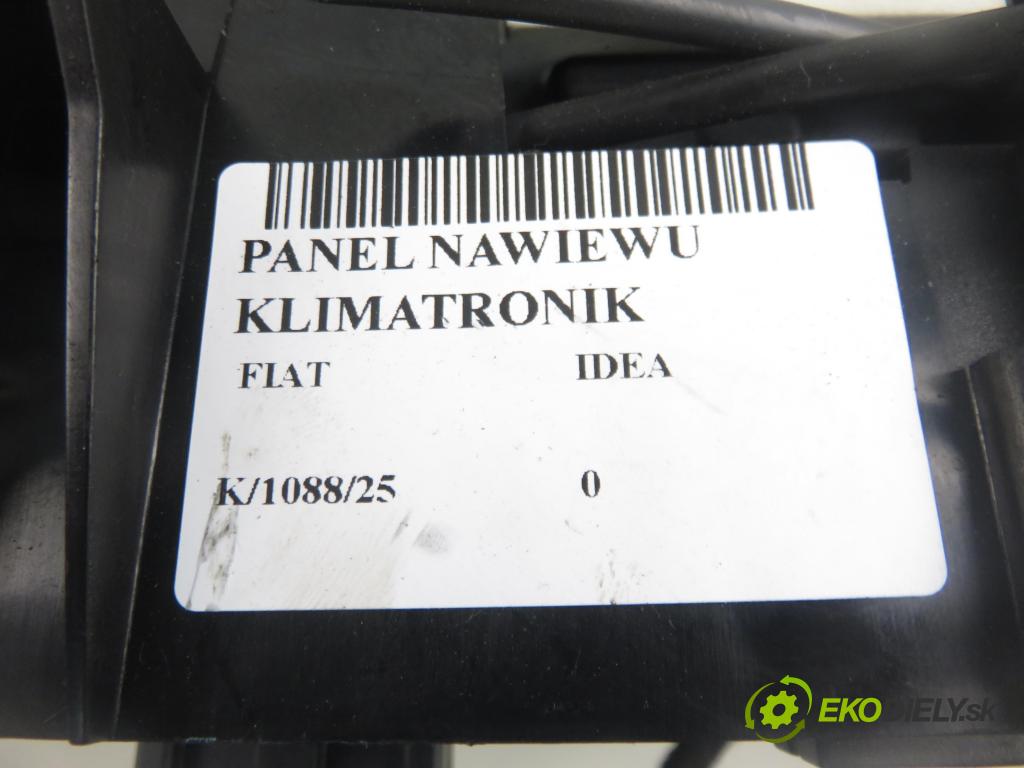 PANEL NAWIEWU
KLIMATRONIK
FIAT IDEA
K/1088/25 0
EKODIELY.sk